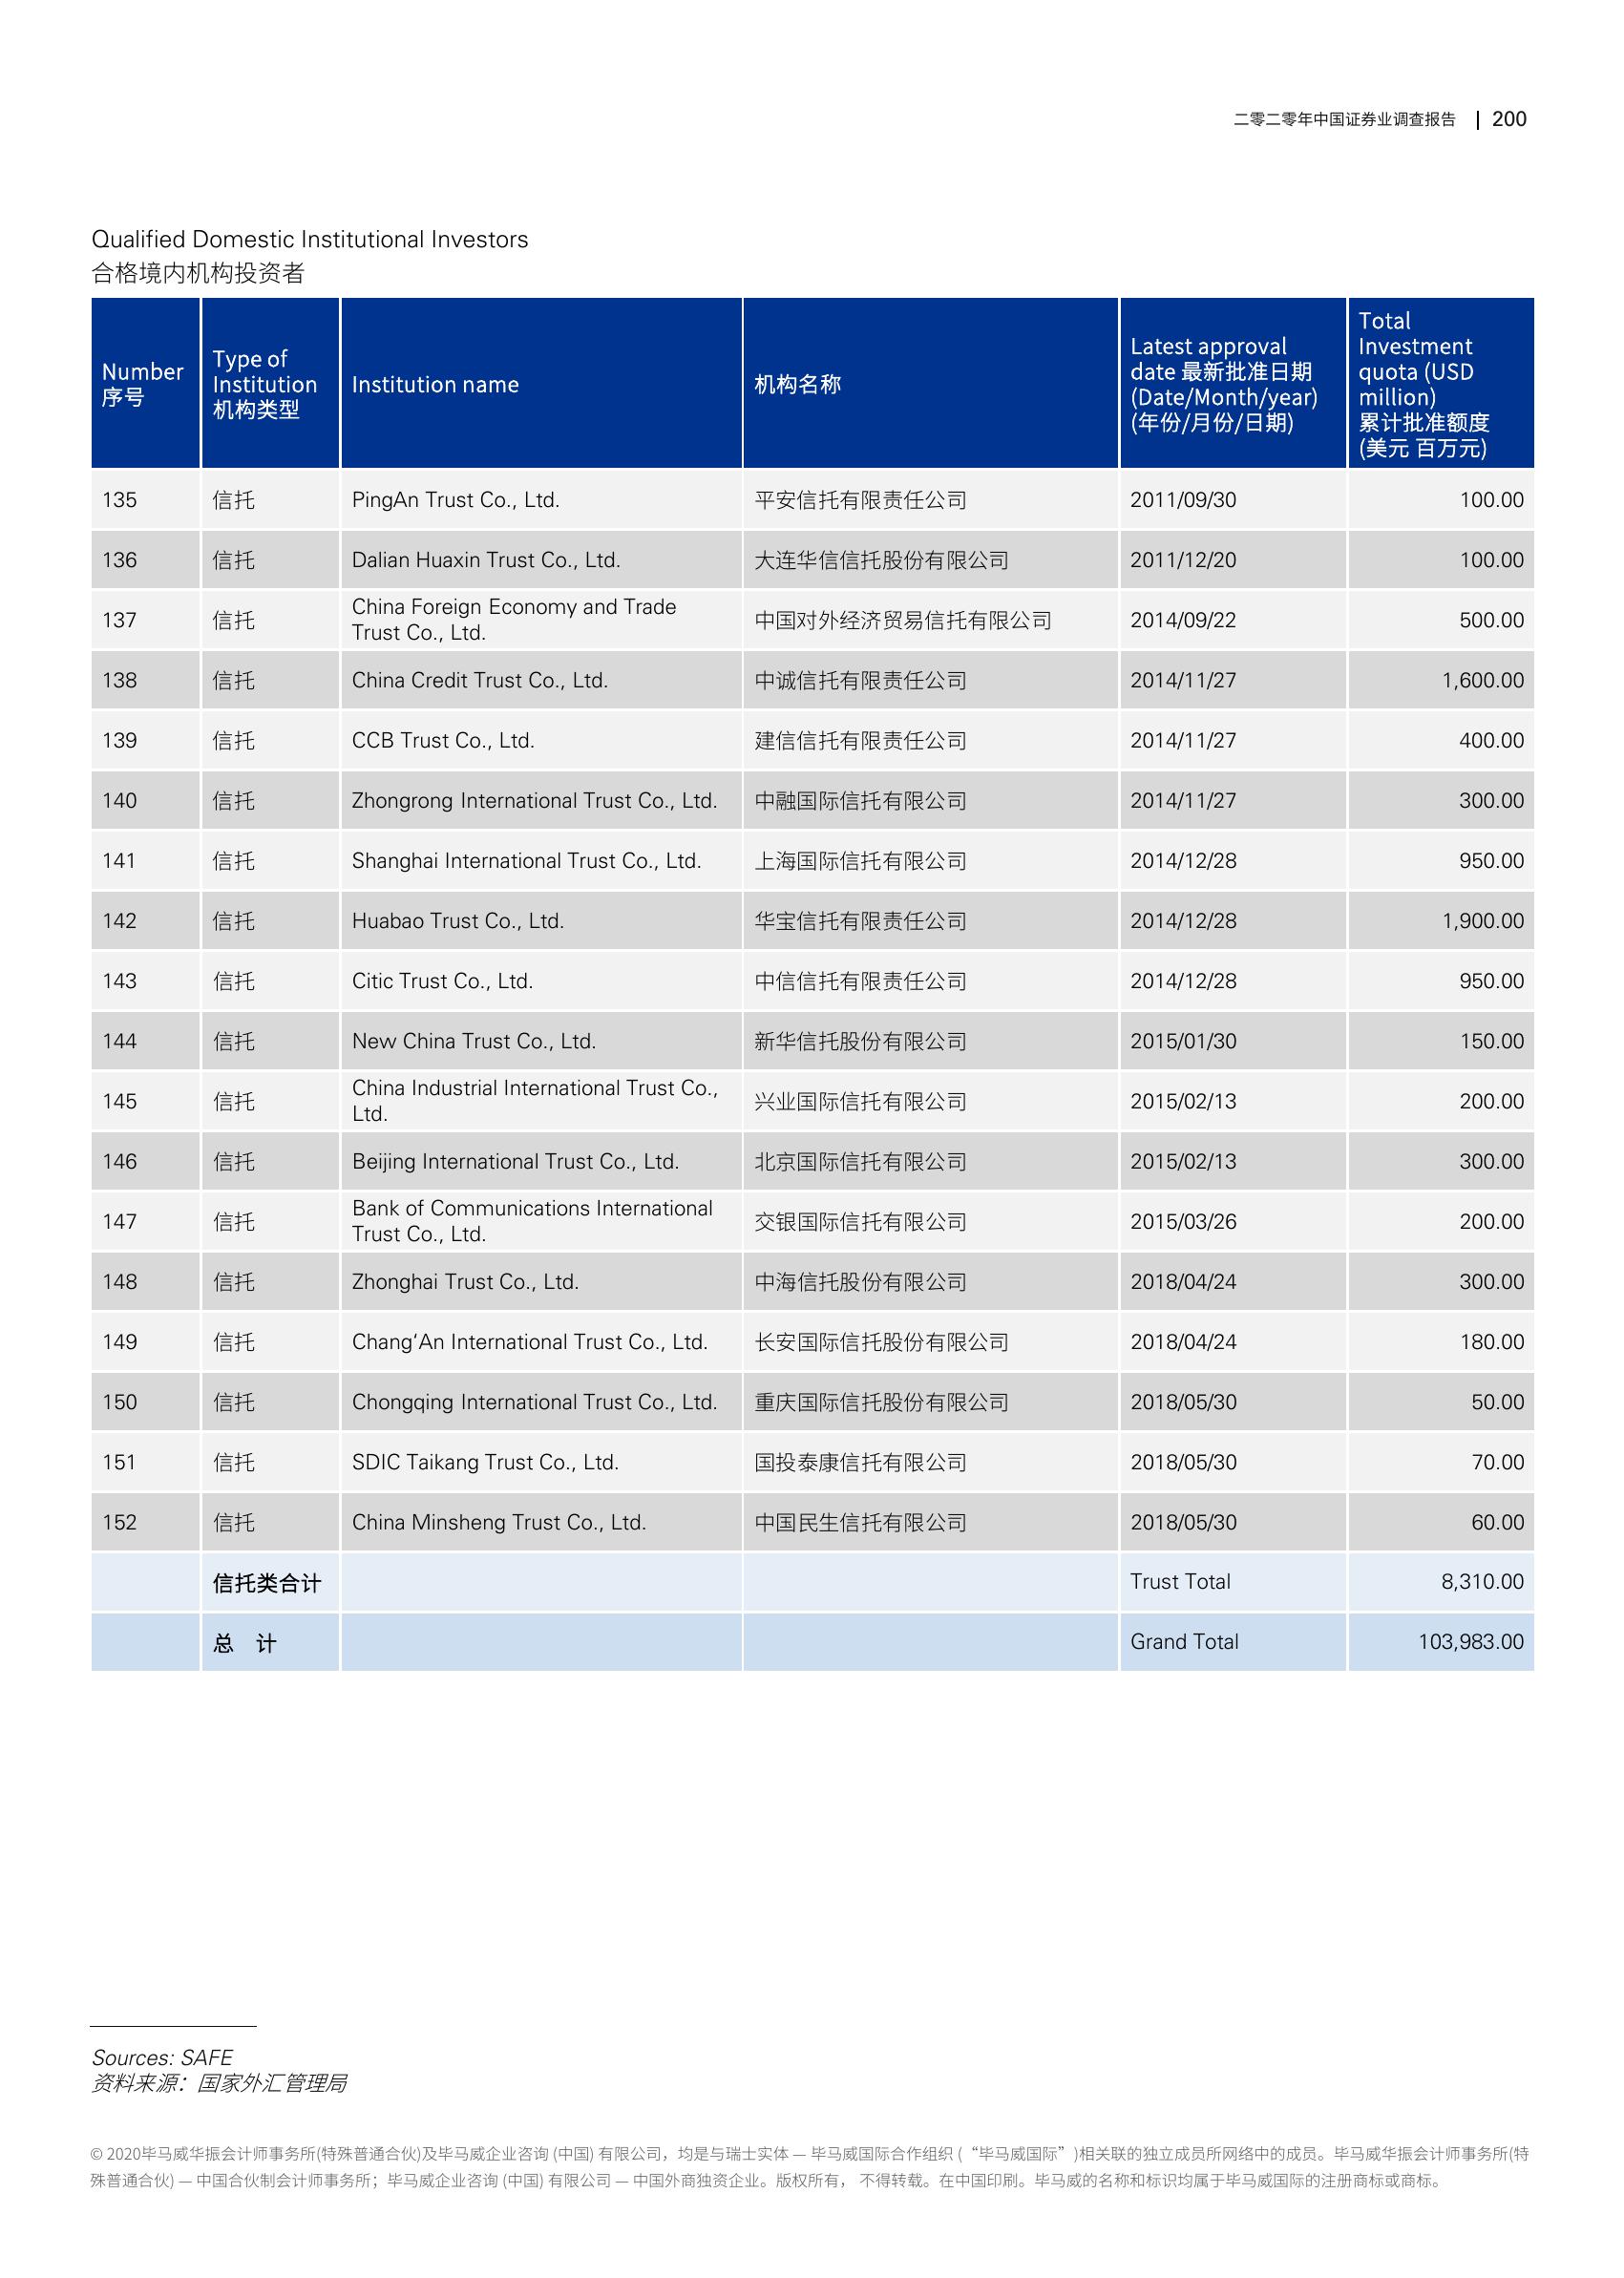 二零二零年中国证券业调查报告 | 200
Qualified Domestic Institutional Investors
合格境内机构投资者
Number
序号
Type of
Institution
机构类型
Institution name
机构名称
Latest approval
date 最新批准日期
(Date/Month/year)
(年份/月份/日期)
Total
Investment
quota (USD
million)
累计批准额度
(美元 百万元)
135 信托 PingAn Trust Co., Ltd. 平安信托有限责任公司 2011/09/30 100.00
136 信托 Dalian Huaxin Trust Co., Ltd. 大连华信信托股份有限公司 2011/12/20 100.00
137 信托 China Foreign Economy and Trade
Trust Co., Ltd. 中国对外经济贸易信托有限公司 2014/09/22 500.00
138 信托 China Credit Trust Co., Ltd. 中诚信托有限责任公司 2014/11/27 1,600.00
139 信托 CCB Trust Co., Ltd. 建信信托有限责任公司 2014/11/27 400.00
140 信托 Zhongrong International Trust Co., Ltd. 中融国际信托有限公司 2014/11/27 300.00
141 信托 Shanghai International Trust Co., Ltd. 上海国际信托有限公司 2014/12/28 950.00
142 信托 Huabao Trust Co., Ltd. 华宝信托有限责任公司 2014/12/28 1,900.00
143 信托 Citic Trust Co., Ltd. 中信信托有限责任公司 2014/12/28 950.00
144 信托 New China Trust Co., Ltd. 新华信托股份有限公司 2015/01/30 150.00
145 信托 China Industrial International Trust Co.,
Ltd. 兴业国际信托有限公司 2015/02/13 200.00
146 信托 Beijing International Trust Co., Ltd. 北京国际信托有限公司 2015/02/13 300.00
147 信托 Bank of Communications International
Trust Co., Ltd. 交银国际信托有限公司 2015/03/26 200.00
148 信托 Zhonghai Trust Co., Ltd. 中海信托股份有限公司 2018/04/24 300.00
149 信托 Chang‘An International Trust Co., Ltd. 长安国际信托股份有限公司 2018/04/24 180.00
150 信托 Chongqing International Trust Co., Ltd. 重庆国际信托股份有限公司 2018/05/30 50.00
151 信托 SDIC Taikang Trust Co., Ltd. 国投泰康信托有限公司 2018/05/30 70.00
152 信托 China Minsheng Trust Co., Ltd. 中国民生信托有限公司 2018/05/30 60.00
信托类合计 Trust Total 8,310.00
总 计 Grand Total 103,983.00
Sources: SAFE
资料来源：国家外汇管理局
© 2020毕马威华振会计师事务所(特殊普通合伙)及毕马威企业咨询 (中国) 有限公司，均是与瑞士实体 — 毕马威国际合作组织 (“毕马威国际”)相关联的独立成员所网络中的成员。毕马威华振会计师事务所(特
殊普通合伙) — 中国合伙制会计师事务所；毕马威企业咨询 (中国) 有限公司 — 中国外商独资企业。版权所有， 不得转载。在中国印刷。毕马威的名称和标识均属于毕马威国际的注册商标或商标。